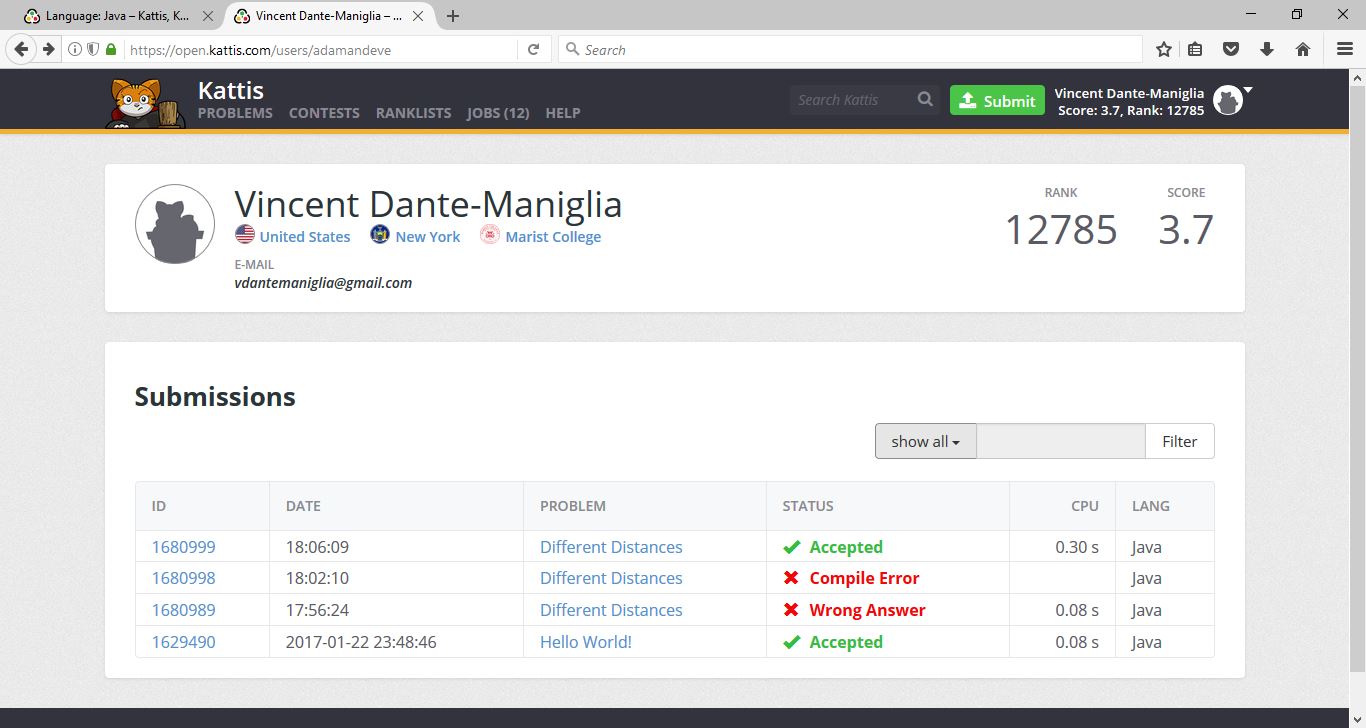 Language: Java – Kattis, K...
Vincent Dante-Maniglia – ...
https://open.kattis.com/users/adamandeve
Search
Kattis
PROBLEMS CONTESTS RANKLISTS JOBS (12) HELP
Search Kattis
Submit
Vincent Dante-Maniglia
Score: 3.7, Rank: 12785
Vincent Dante-Maniglia
United States New York Marist College
E-MAIL
vdantemaniglia@gmail.com
RANK SCORE
12785 3.7
Submissions
show all Filter
ID DATE PROBLEM STATUS CPU LANG
1680999 18:06:09 Different Distances Accepted 0.30 s Java
1680998 18:02:10 Different Distances Compile Error Java
1680989 17:56:24 Different Distances Wrong Answer 0.08 s Java
1629490 2017-01-22 23:48:46 Hello World! Accepted 0.08 s Java